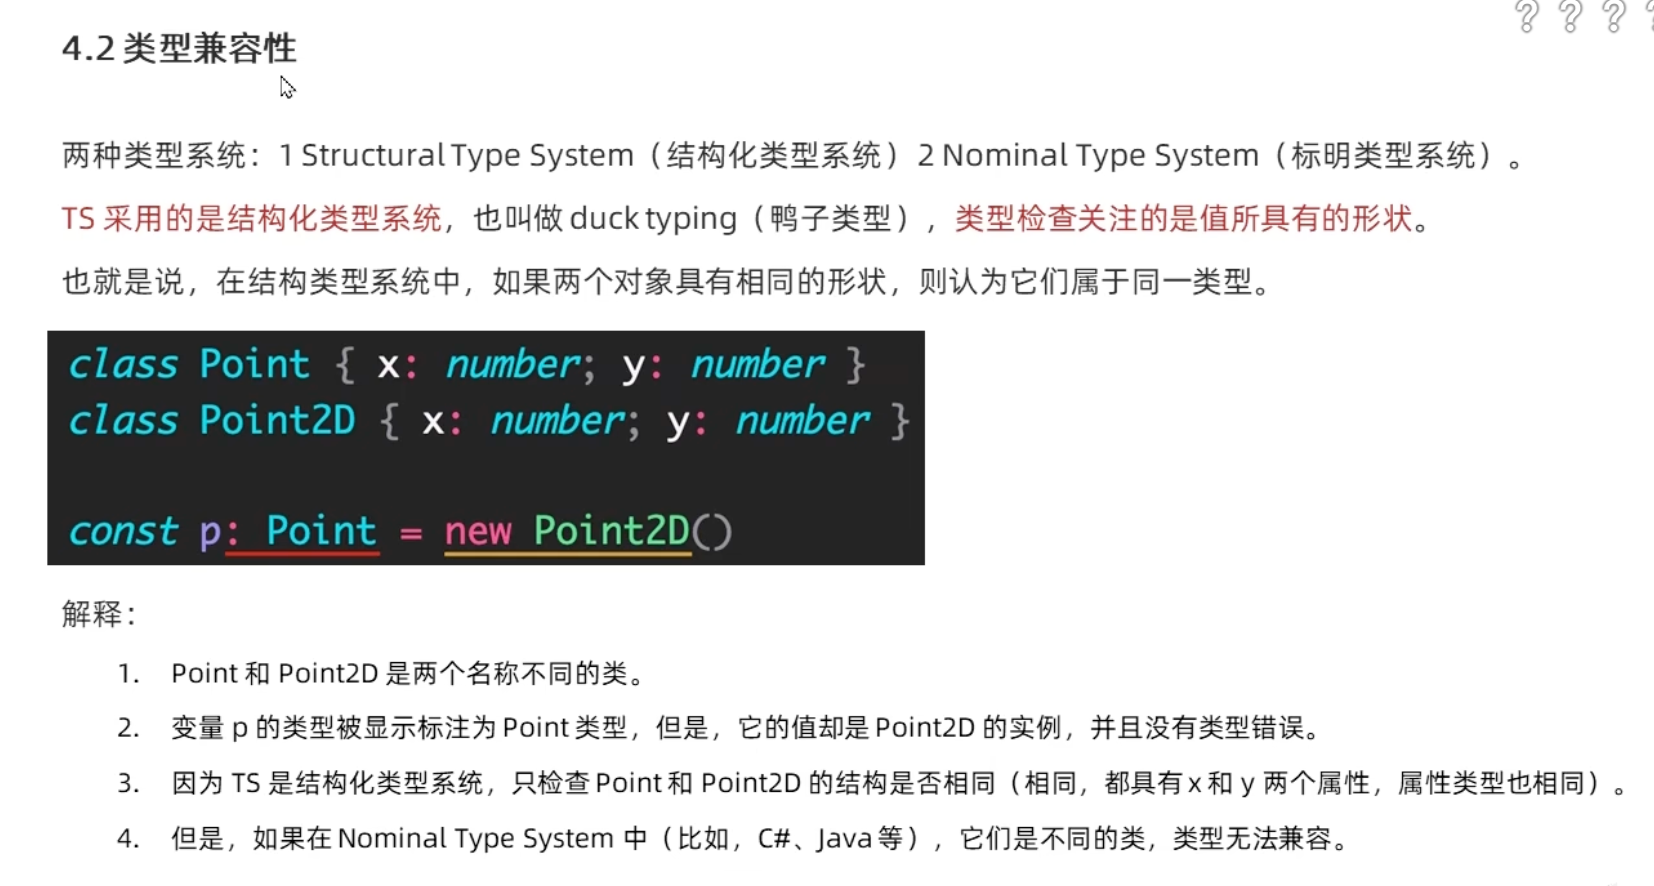 ? ? ?
4.2 类型兼容性
两种类型系统：1 Structural Type System（结构化类型系统）2 Nominal Type System（标明类型系统）。
TS 采用的是结构化类型系统，也叫做 duck typing（鸭子类型），类型检查关注的是值所具有的形状。
也就是说，在结构类型系统中，如果两个对象具有相同的形状，则认为它们属于同一类型。
class Point { x: number; y: number }
class Point2D { x: number; y: number }
const p: Point = new Point2D()
解释：
1. Point 和 Point2D 是两个名称不同的类。
2. 变量 p 的类型被显示标注为 Point 类型，但是，它的值却是 Point2D 的实例，并且没有类型错误。
3. 因为 TS 是结构化类型系统，只检查 Point 和 Point2D 的结构是否相同（相同，都具有 x 和 y 两个属性，属性类型也相同）。
4. 但是，如果在 Nominal Type System 中（比如，C#、Java 等），它们是不同的类，类型无法兼容。